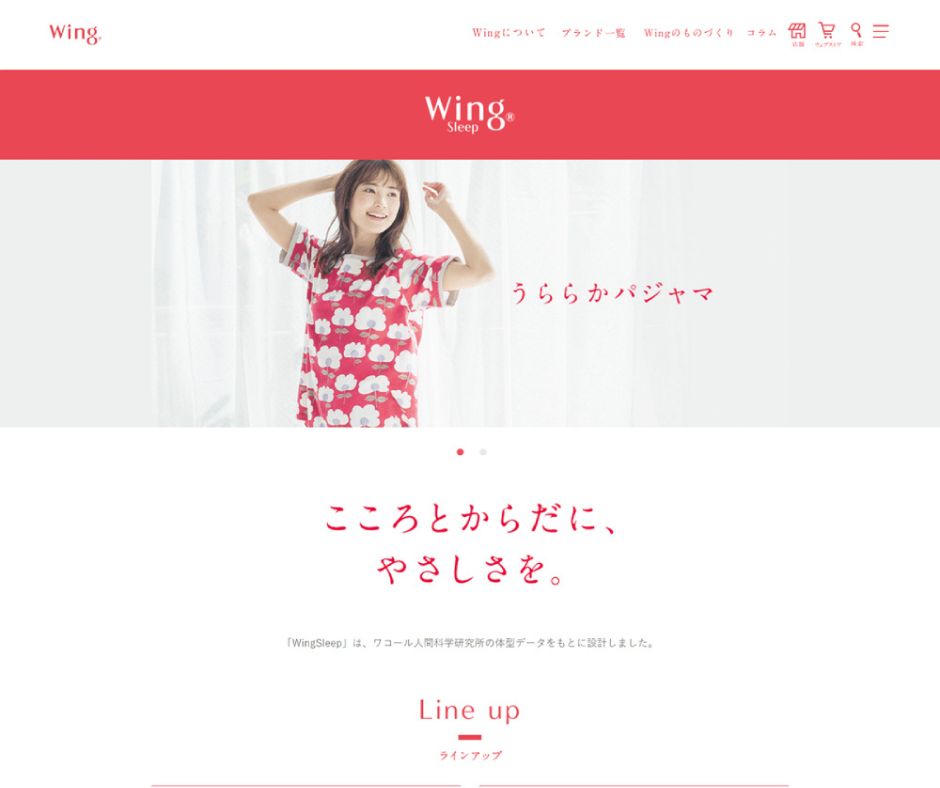 Wing®
Wingについて
ブランド一覧
Wingのものづくり
コラム
店舗
ウェブストア
検索
Wing®
Sleep
うららかパジャマ
こころとからだに、
やさしさを。
「WingSleep」は、ワコール人間科学研究所の体型データをもとに設計しました。
Line up
ラインアップ